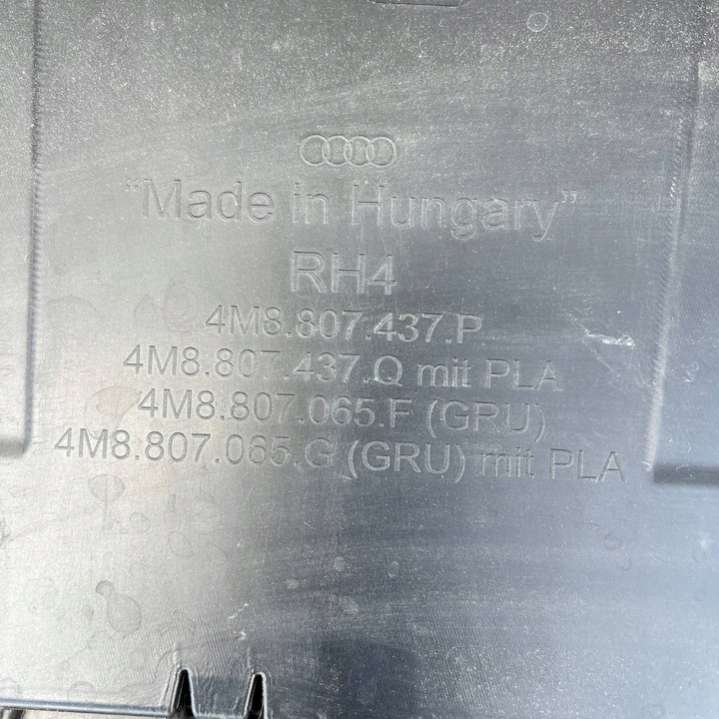 "Made in Hungary"
RH4
4M8.807.437.P
4M8.807.437.Q mit PLA
4M8.807.065.F (GRU)
4M8.807.065.G (GRU) mit PLA